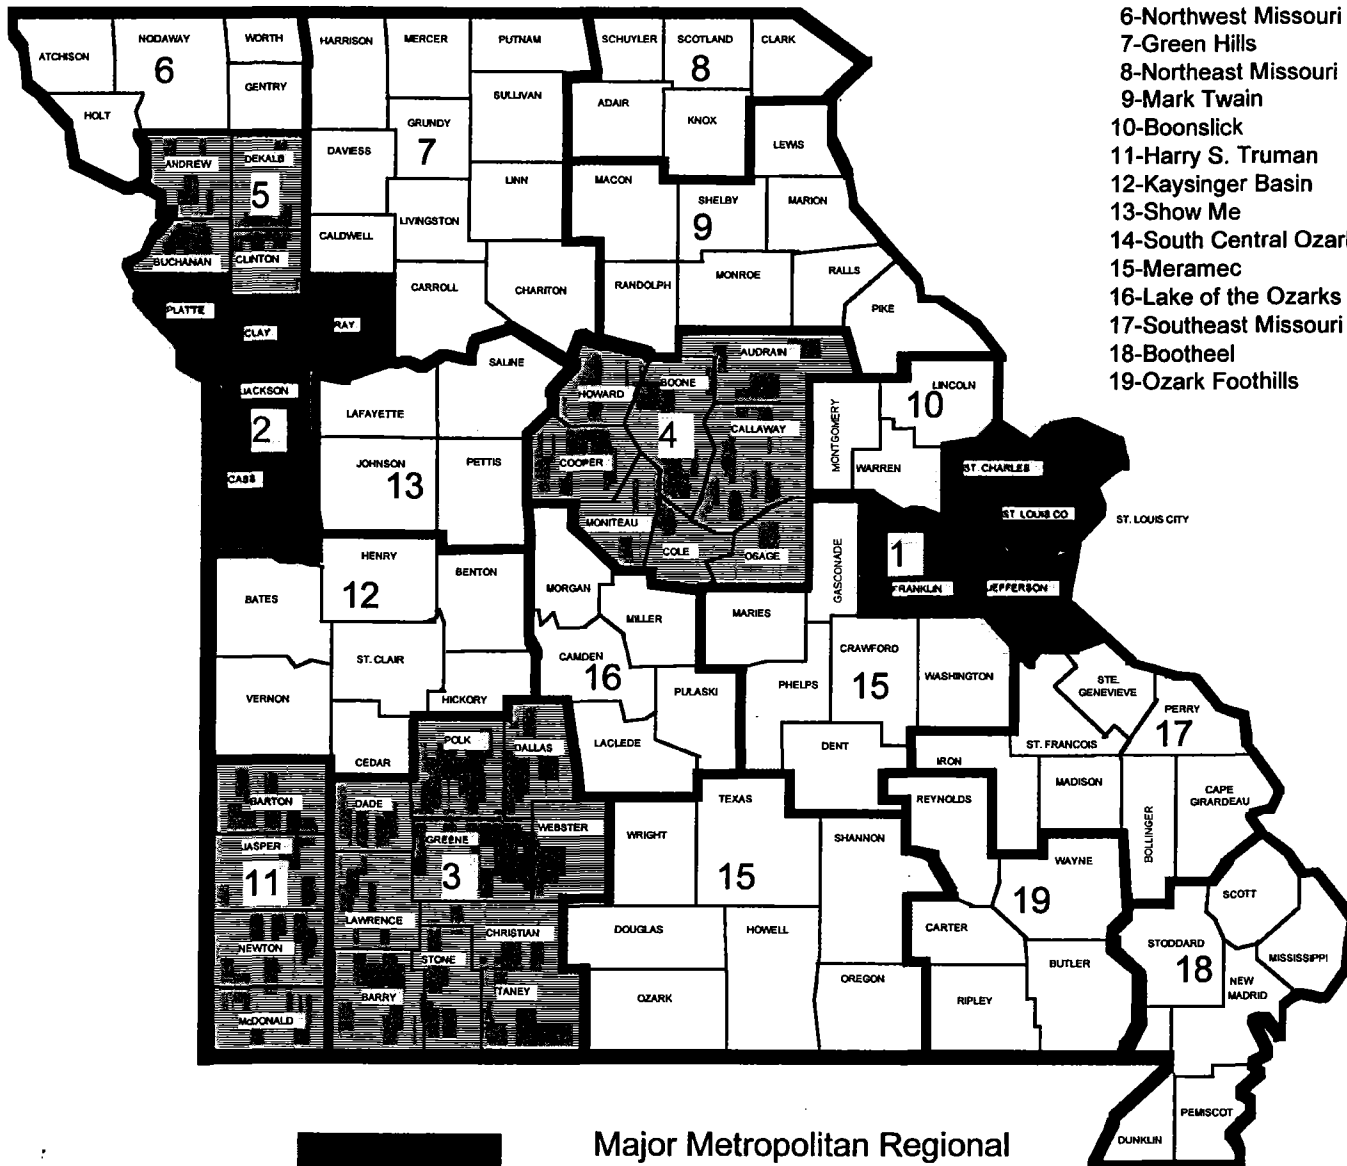 6-Northwest Missouri
7-Green Hills
8-Northeast Missouri
9-Mark Twain
10-Boonslick
11-Harry S. Truman
12-Kaysinger Basin
13-Show Me
14-South Central Ozar
15-Meramec
16-Lake of the Ozarks
17-Southeast Missouri
18-Bootheel
19-Ozark Foothills
ATCHISON
NODAWAY
WORTH
HARRISON
MERCER
PUTNAM
SCHUYLER
SCOTLAND
CLARK
6
8
GENTRY
HOLT
SULLIVAN
ADAIR
KNOX
GRUNDY
7
LEWIS
ANDREW
DEKALB
DAVIESS
5
LINN
MACON
SHELBY
MARION
9
LIVINGSTON
CALDWELL
BUCHANAN
CLINTON
CARROLL
CHARITON
RANDOLPH
MONROE
RALLS
PIKE
PLATTE
CLAY
RAY
SALINE
AUDRAIN
JACKSON
LAFAYETTE
HOWARD
BOONE
LINCOLN
10
2
4
CALLAWAY
MONTGOMERY
JOHNSON
PETTIS
COOPER
WARREN
ST. CHARLES
CASS
13
MONITEAU
ST. LOUIS CO
ST. LOUIS CITY
COLE
OSAGE
GASCONADE
1
FRANKLIN
JEFFERSON
HENRY
BENTON
BATES
12
MORGAN
MILLER
MARIES
ST. CLAIR
CAMDEN
16
CRAWFORD
WASHINGTON
PHELPS
15
STE.
GENEVIEVE
VERNON
HICKORY
PULASKI
PERRY
17
POLK
DALLAS
LACLEDE
DENT
ST. FRANCOIS
CEDAR
IRON
MADISON
BARTON
DADE
TEXAS
REYNOLDS
CAPE
GIRARDEAU
JASPER
GREENE
WEBSTER
WRIGHT
SHANNON
BOLLINGER
11
3
15
WAYNE
19
SCOTT
LAWRENCE
CHRISTIAN
DOUGLAS
HOWELL
CARTER
STODDARD
18
MISSISSIPPI
NEWTON
STONE
BUTLER
NEW
MADRID
BARRY
TANEY
OZARK
OREGON
RIPLEY
McDONALD
PEMISCOT
DUNKLIN
Major Metropolitan Regional